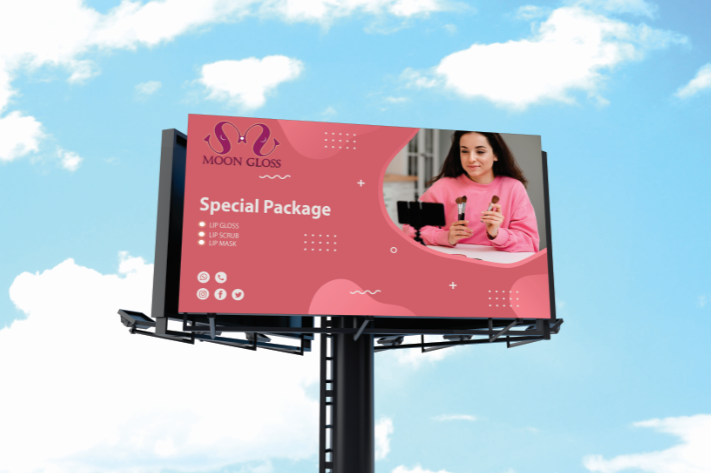 MOON GLOSS
Special Package
LIP GLOSS
LIP SCRUB
LIP MASK